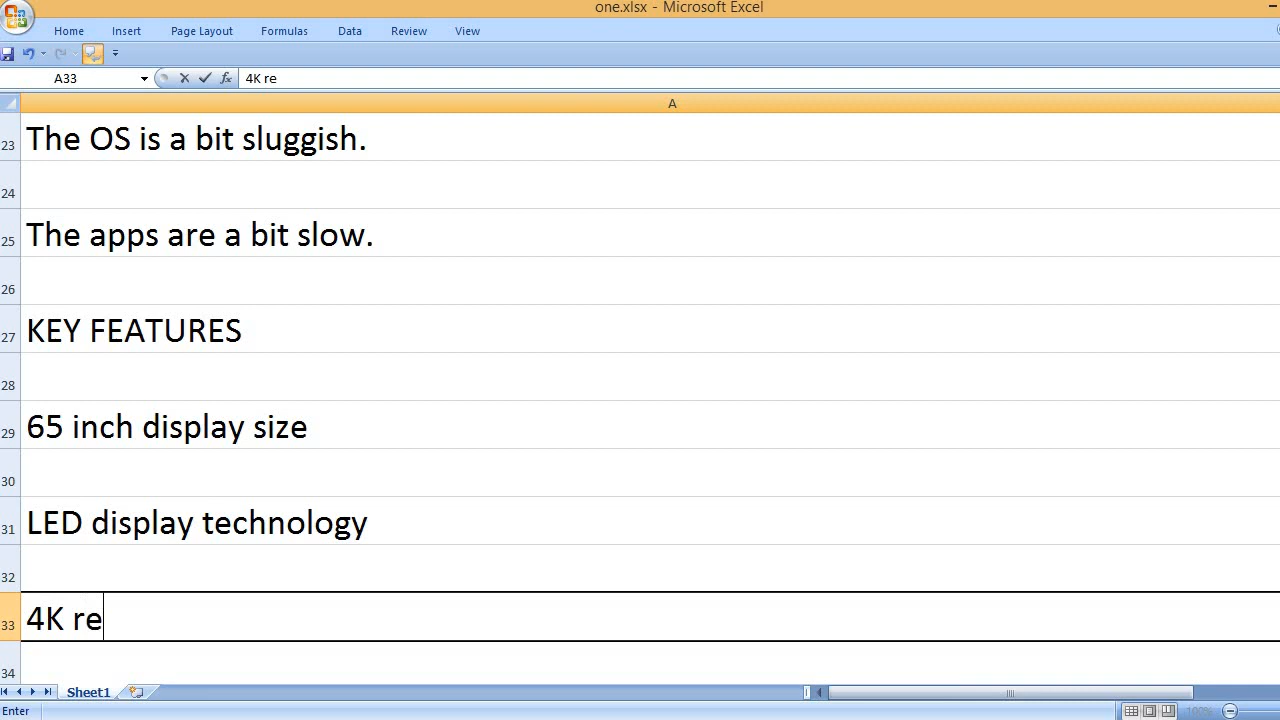 one.xlsx - Microsoft Excel
Home Insert Page Layout Formulas Data Review View
A33 fx 4K re
A
23 The OS is a bit sluggish.
24
25 The apps are a bit slow.
26
27 KEY FEATURES
28
29 65 inch display size
30
31 LED display technology
32
33 4K re
34
Sheet1
Enter 100%